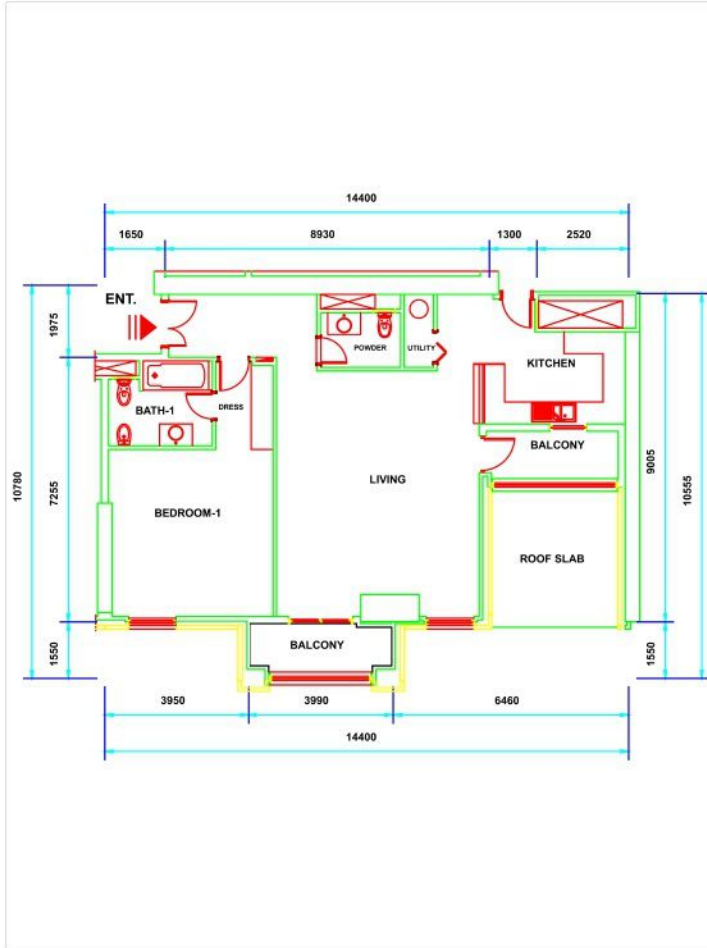 14400
1650
8930
1300
2520
ENT.
1975
POWDER
UTILITY
KITCHEN
BATH-1
DRESS
BALCONY
10780
7255
LIVING
9005
10555
BEDROOM-1
ROOF SLAB
1550
BALCONY
1550
3950
3990
6460
14400